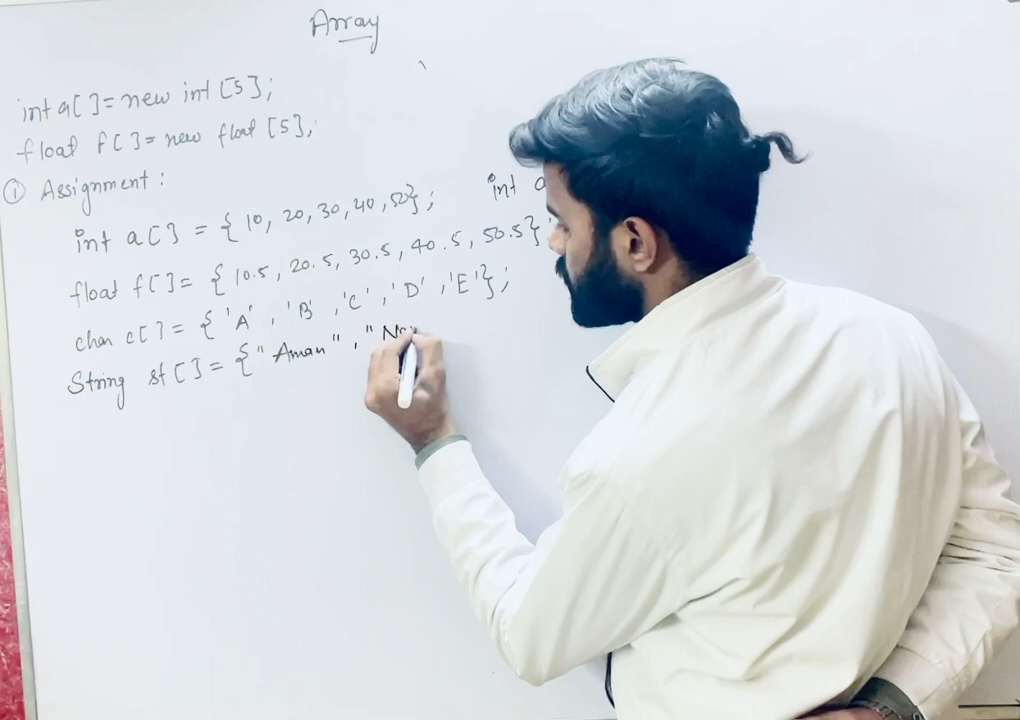 Array
int a[] = new int [5];
float f[] = new float [5];
① Assignment :
int a[] = { 10, 20, 30, 40, 50}; int a
float f[] = { 10.5, 20.5, 30.5, 40.5, 50.5}
char c[] = { 'A', 'B', 'C', 'D', 'E'};
String st[] = { "Aman", "